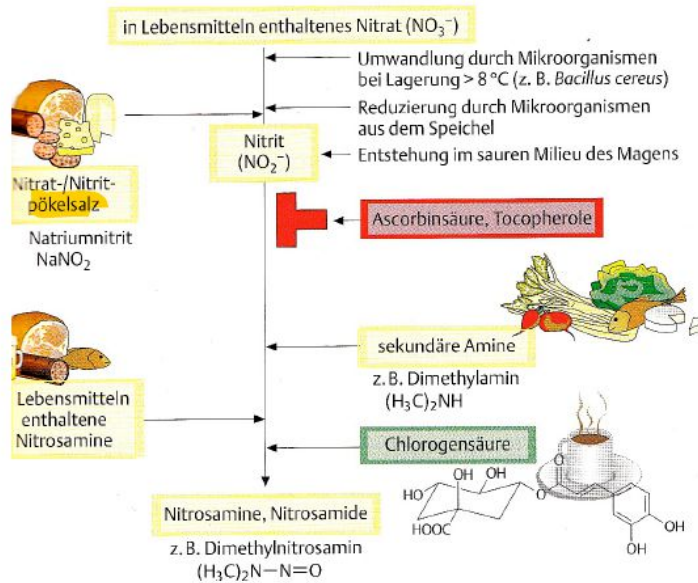 in Lebensmitteln enthaltenes Nitrat (NO₃⁻)
Umwandlung durch Mikroorganismen
bei Lagerung > 8 °C (z. B. Bacillus cereus)
Reduzierung durch Mikroorganismen
aus dem Speichel
Nitrit
(NO₂⁻)
Entstehung im sauren Milieu des Magens
Nitrat-/Nitrit-
pökelsalz
Natriumnitrit
NaNO₂
Ascorbinsäure, Tocopherole
sekundäre Amine
z. B. Dimethylamin
(H₃C)₂NH
Lebensmitteln
enthaltene
Nitrosamine
Chlorogensäure
OH
OH
HO
O
O
HOOC
OH
OH
OH
Nitrosamine, Nitrosamide
z. B. Dimethylnitrosamin
(H₃C)₂N–N=O